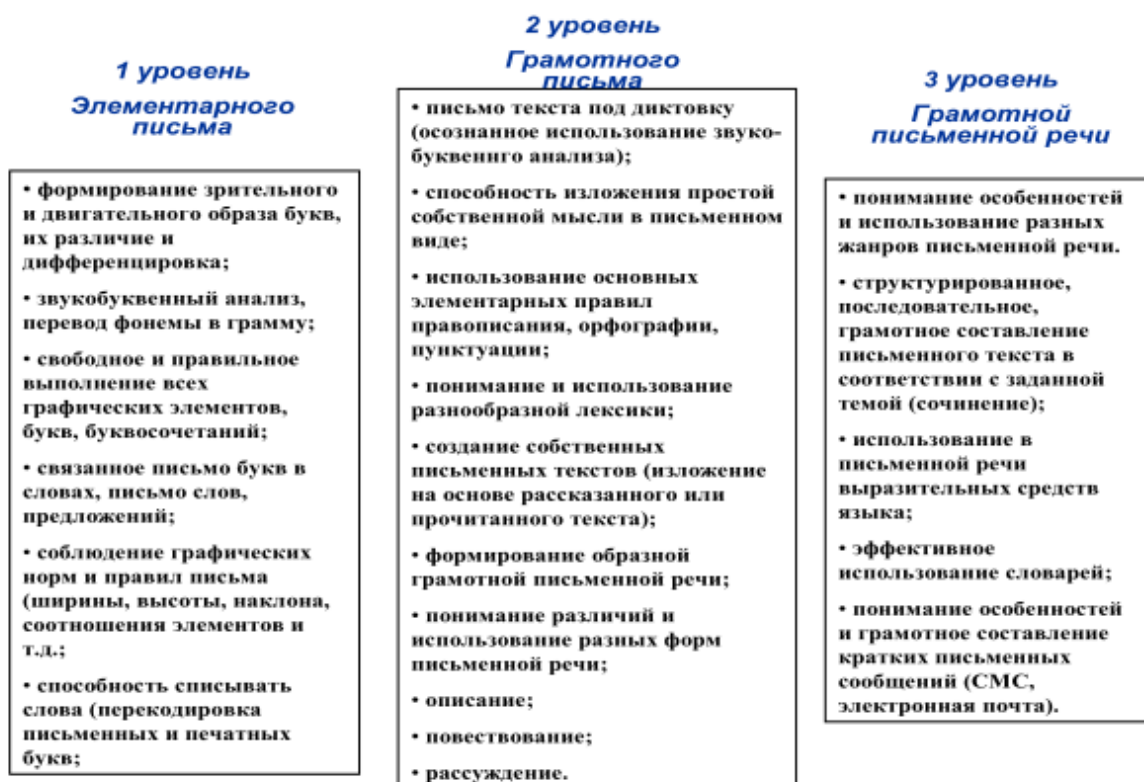 1 уровень
Элементарного
письма
• формирование зрительного
и двигательного образа букв,
их различие и
дифференцировка;
• звукобуквенный анализ,
перевод фонемы в грамму;
• свободное и правильное
выполнение всех
графических элементов,
букв, буквосочетаний;
• связанное письмо букв в
словах, письмо слов,
предложений;
• соблюдение графических
норм и правил письма
(ширины, высоты, наклона,
соотношения элементов и
т.д.;
• способность списывать
слова (перекодировка
письменных и печатных
букв;
2 уровень
Грамотного
письма
• письмо текста под диктовку
(осознанное использование звуко-
буквеннго анализа);
• способность изложения простой
собственной мысли в письменном
виде;
• использование основных
элементарных правил
правописания, орфографии,
пунктуации;
• понимание и использование
разнообразной лексики;
• создание собственных
письменных текстов (изложение
на основе рассказанного или
прочитанного текста);
• формирование образной
грамотной письменной речи;
• понимание различий и
использование разных форм
письменной речи;
• описание;
• повествование;
• рассуждение.
3 уровень
Грамотной
письменной речи
• понимание особенностей
и использование разных
жанров письменной речи.
• структурированное,
последовательное,
грамотное составление
письменного текста в
соответствии с заданной
темой (сочинение);
• использование в
письменной речи
выразительных средств
языка;
• эффективное
использование словарей;
• понимание особенностей
и грамотное составление
кратких письменных
сообщений (СМС,
электронная почта).